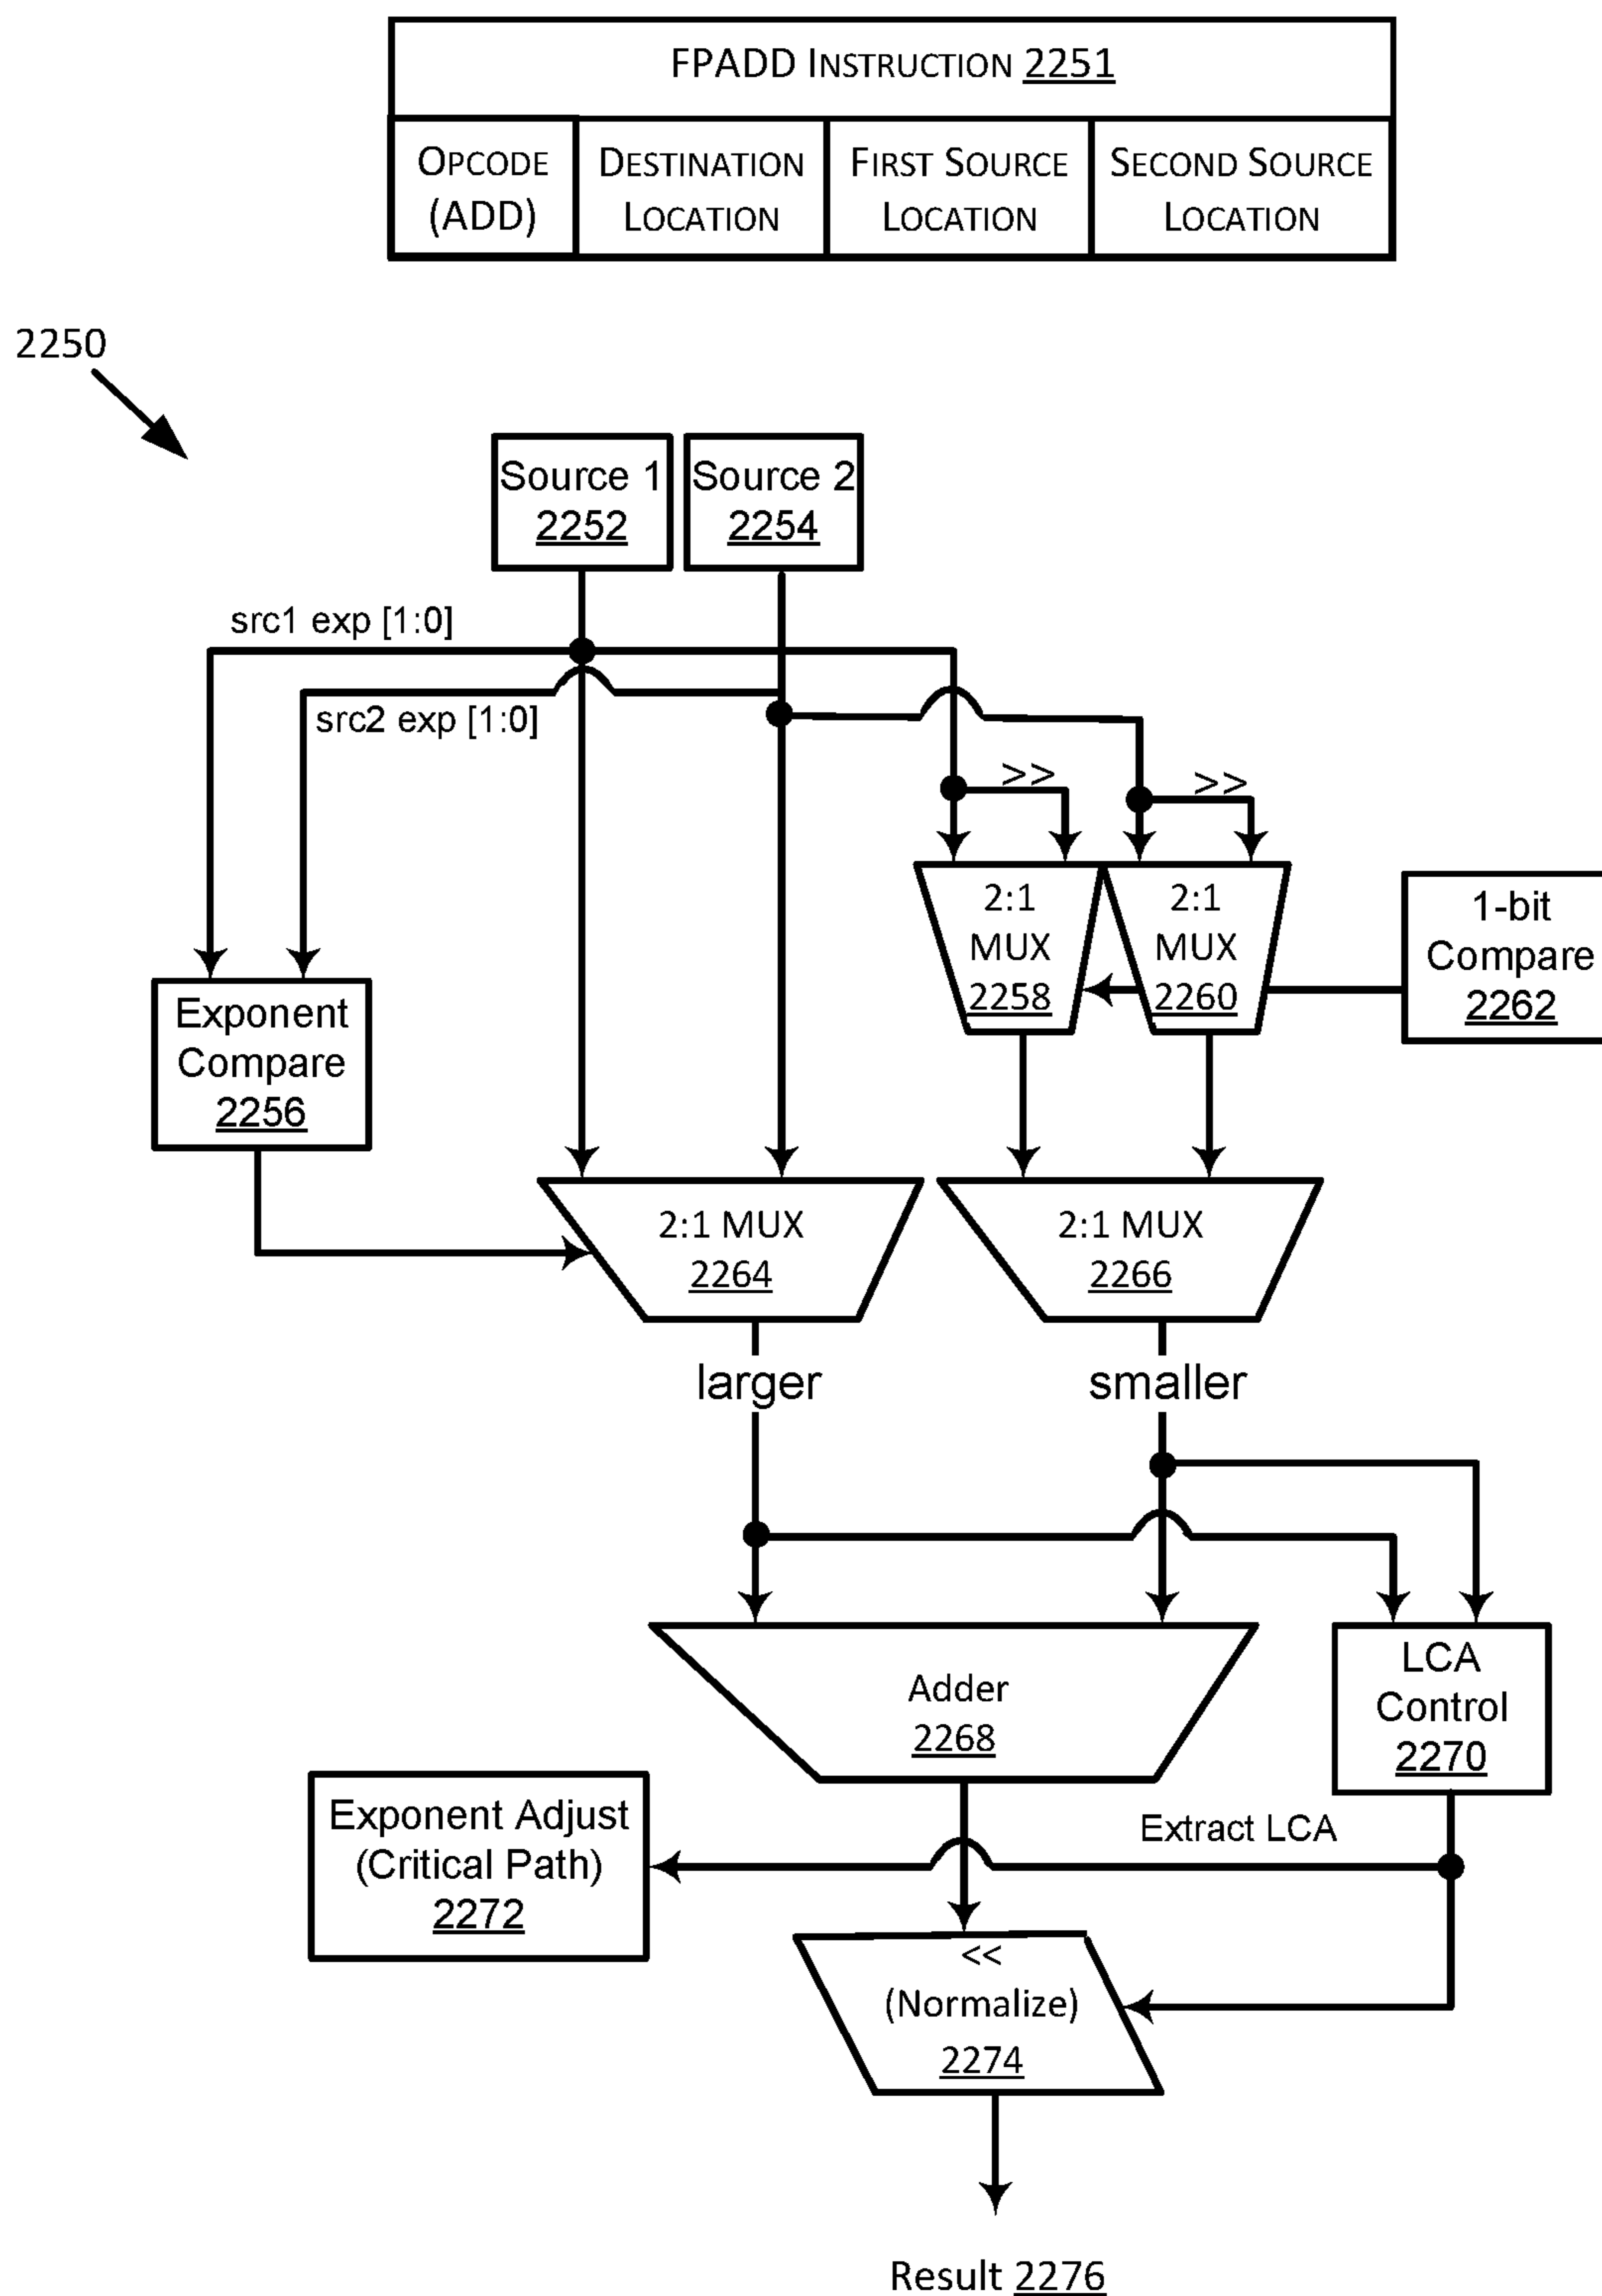 FPADD INSTRUCTION 2251
OPCODE
(ADD)
DESTINATION
LOCATION
FIRST SOURCE
LOCATION
SECOND SOURCE
LOCATION
2250
Source 1
2252
Source 2
2254
src1 exp [1:0]
src2 exp [1:0]
>>
>>
2:1
MUX
2258
2:1
MUX
2260
1-bit
Compare
2262
Exponent
Compare
2256
2:1 MUX
2264
2:1 MUX
2266
larger
smaller
Adder
2268
LCA
Control
2270
Exponent Adjust
(Critical Path)
2272
Extract LCA
<<
(Normalize)
2274
Result 2276